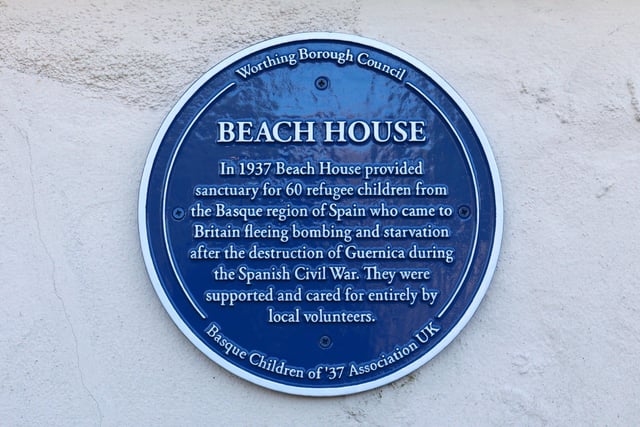 Worthing Borough Council
BEACH HOUSE
In 1937 Beach House provided
sanctuary for 60 refugee children from
the Basque region of Spain who came to
Britain fleeing bombing and starvation
after the destruction of Guernica during
the Spanish Civil War. They were
supported and cared for entirely by
local volunteers.
Basque Children of '37 Association UK